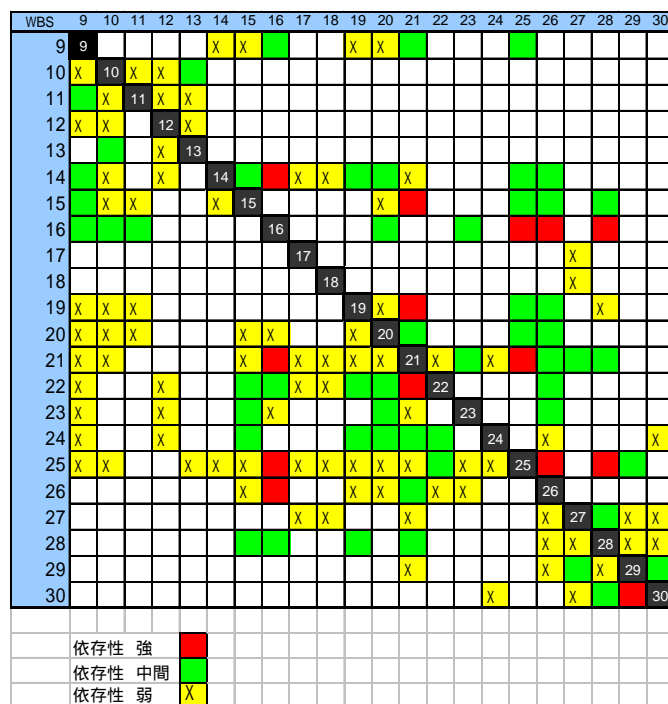 WBS 9 10 11 12 13 14 15 16 17 18 19 20 21 22 23 24 25 26 27 28 29 30
9 9 X X X X
10 X 10 X X
11 X 11 X X
12 X X 12 X
13 X 13
14 X X 14 X X X
15 X X X 15 X
16 16
17 17 X
18 18 X
19 X X X 19 X X
20 X X X X X X 20
21 X X X X X X X 21 X X
22 X X X X 22
23 X X X X 23
24 X X 24 X X
25 X X X X X X X X X X X X 25
26 X X X X X 26
27 X X X X 27 X X
28 X X 28 X X
29 X X X 29
30 X X 30
依存性 強
依存性 中間
依存性 弱 X